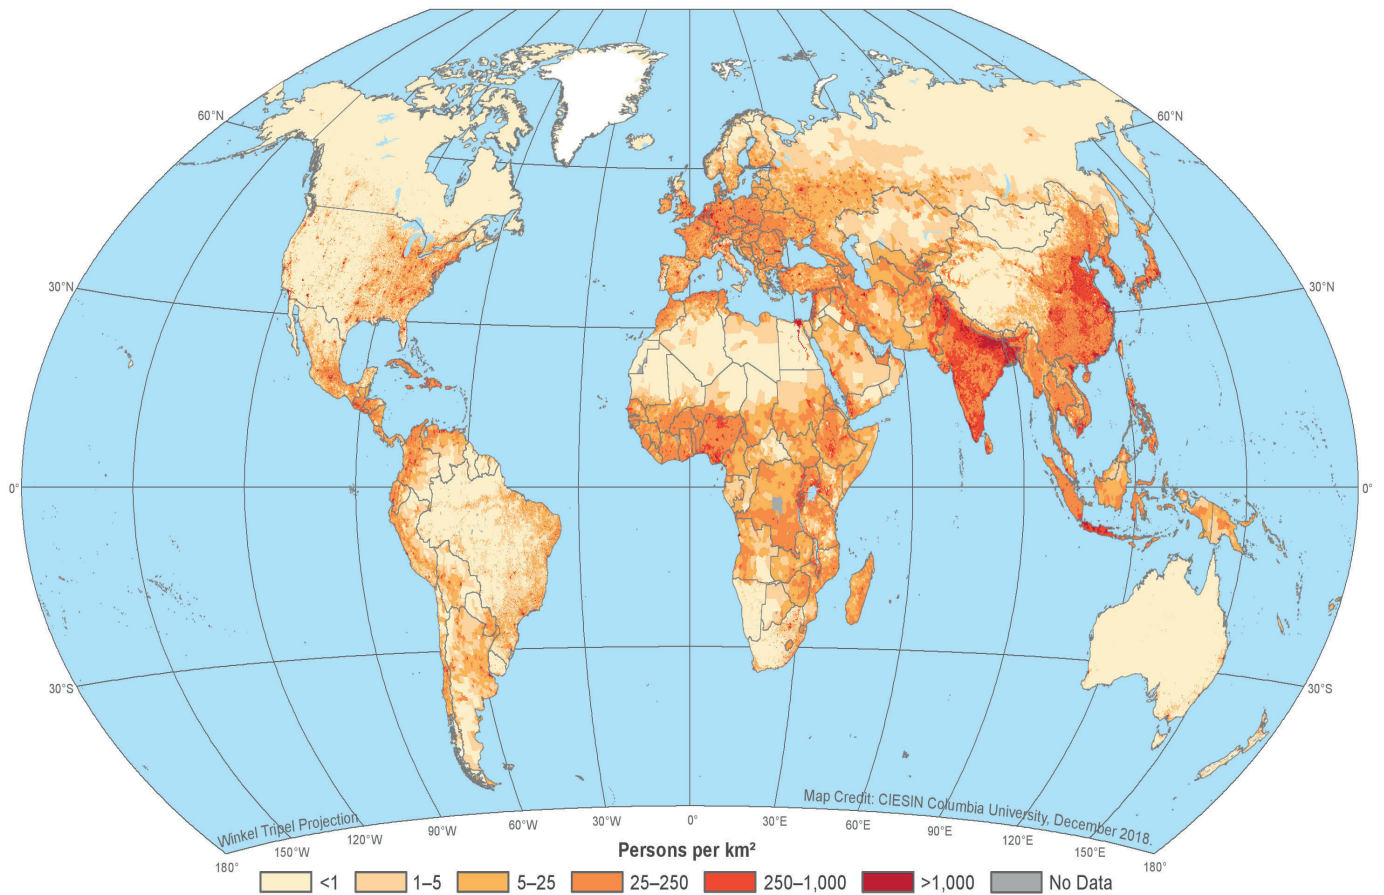 60°N
60°N
30°N
30°N
0°
0°
30°S
30°S
Winkel Tripel Projection
Map Credit: CIESIN Columbia University, December 2018.
180°
150°W
120°W
90°W
60°W
30°W
0°
30°E
60°E
90°E
120°E
150°E
180°
Persons per km²
<1
1–5
5–25
25–250
250–1,000
>1,000
No Data